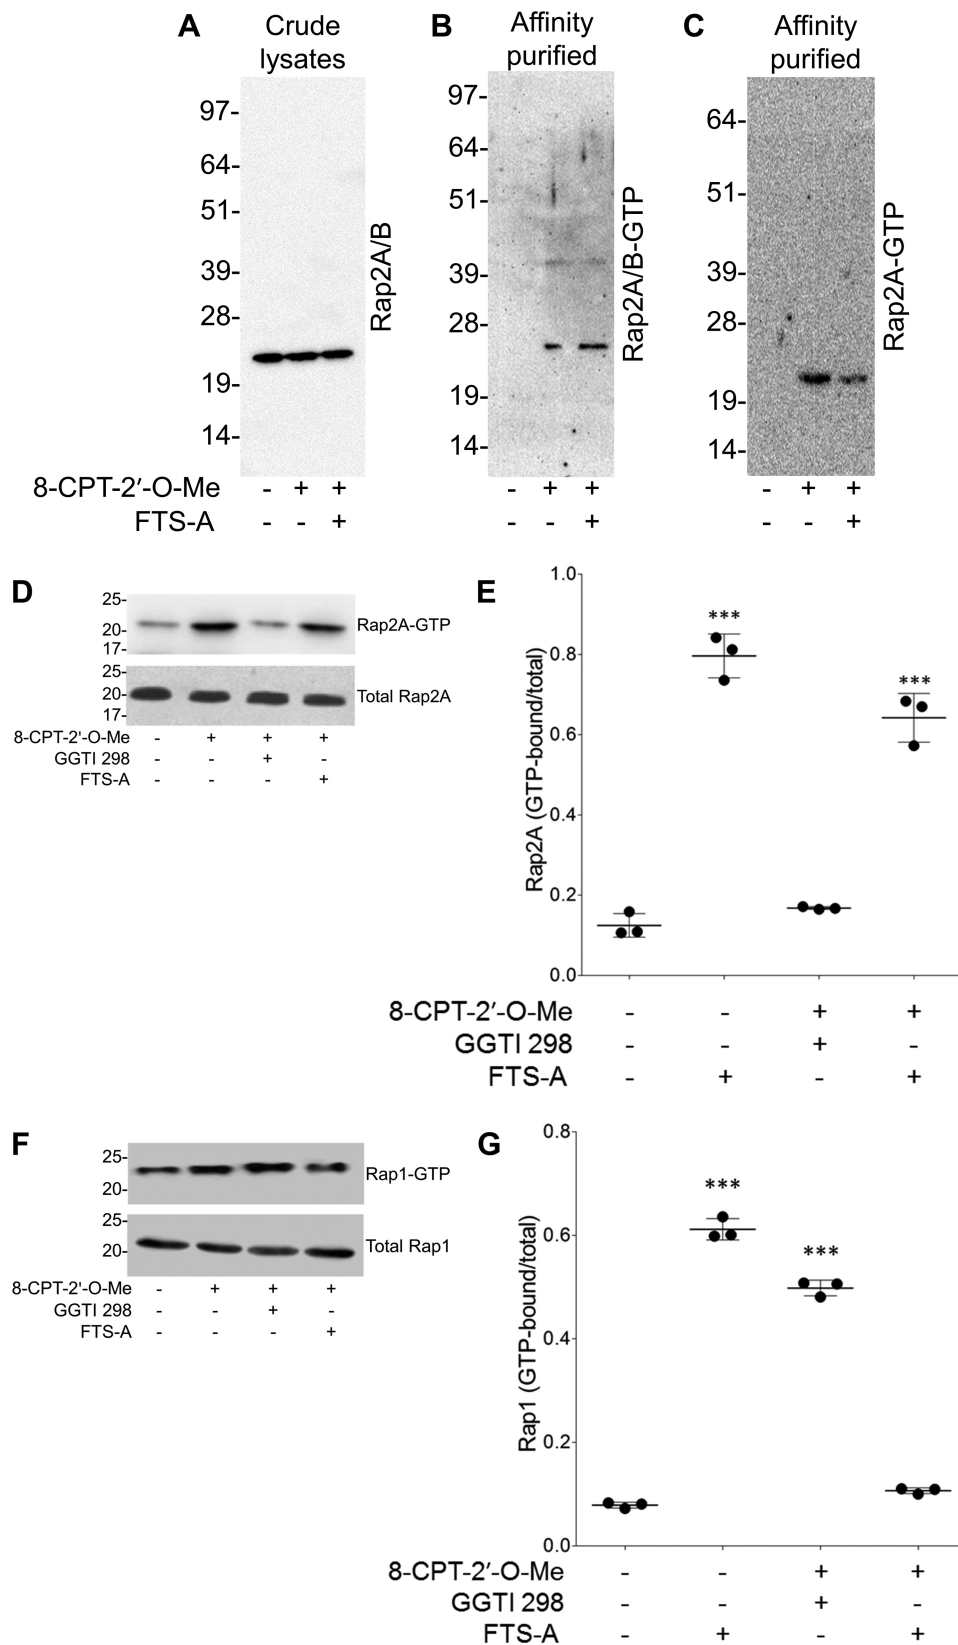 A
Crude
lysates
97-
64-
51-
39-
28-
19-
14-
Rap2A/B
B
Affinity
purified
97-
64-
51-
39-
28-
19-
14-
Rap2A/B-GTP
C
Affinity
purified
64-
51-
39-
28-
19-
14-
Rap2A-GTP
8-CPT-2′-O-Me - + + - + + - + +
FTS-A - - + - - + - - +
D
25-
20-
17-
Rap2A-GTP
25-
20-
17-
Total Rap2A
8-CPT-2'-O-Me - + + +
GGTI 298 - - + -
FTS-A - - - +
E
Rap2A (GTP-bound/total)
1.0
0.8
0.6
0.4
0.2
0.0
***
***
8-CPT-2′-O-Me - - + +
GGTI 298 - - + -
FTS-A - + - +
F
25-
20-
Rap1-GTP
25-
20-
Total Rap1
8-CPT-2'-O-Me - + + +
GGTI 298 - - + -
FTS-A - - - +
G
Rap1 (GTP-bound/total)
0.8
0.6
0.4
0.2
0.0
***
***
8-CPT-2′-O-Me - - + +
GGTI 298 - - + -
FTS-A - + - +